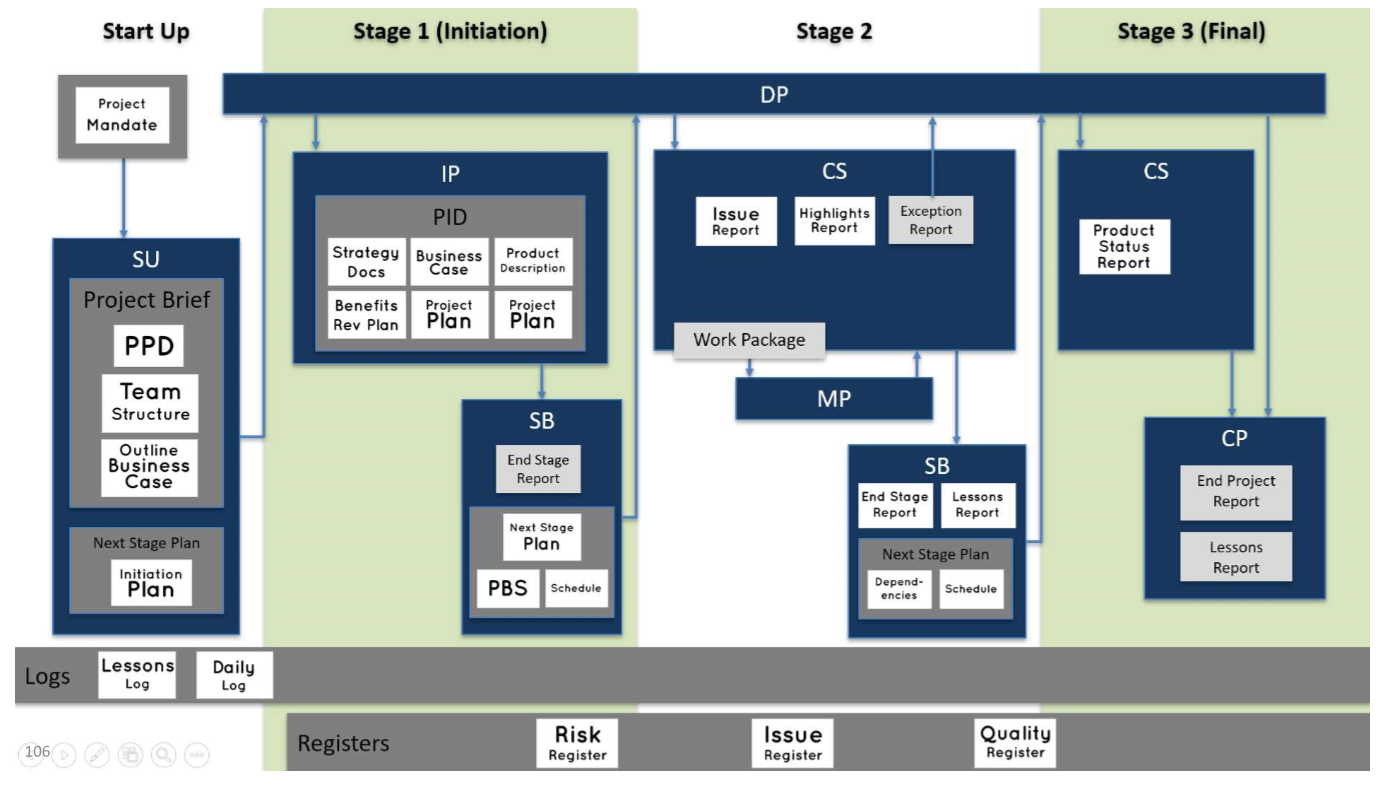 Start Up
Stage 1 (Initiation)
Stage 2
Stage 3 (Final)
Project
Mandate
DP
SU
Project Brief
PPD
Team
Structure
Outline
Business
Case
Next Stage Plan
Initiation
Plan
IP
PID
Strategy
Docs
Business
Case
Product
Description
Benefits
Rev Plan
Project
Plan
Project
Plan
SB
End Stage
Report
Next Stage
Plan
PBS
Schedule
CS
Issue
Report
Highlights
Report
Exception
Report
Work Package
MP
SB
End Stage
Report
Lessons
Report
Next Stage Plan
Depend-
encies
Schedule
CS
Product
Status
Report
CP
End Project
Report
Lessons
Report
Logs
Lessons
Log
Daily
Log
Registers
Risk
Register
Issue
Register
Quality
Register
106